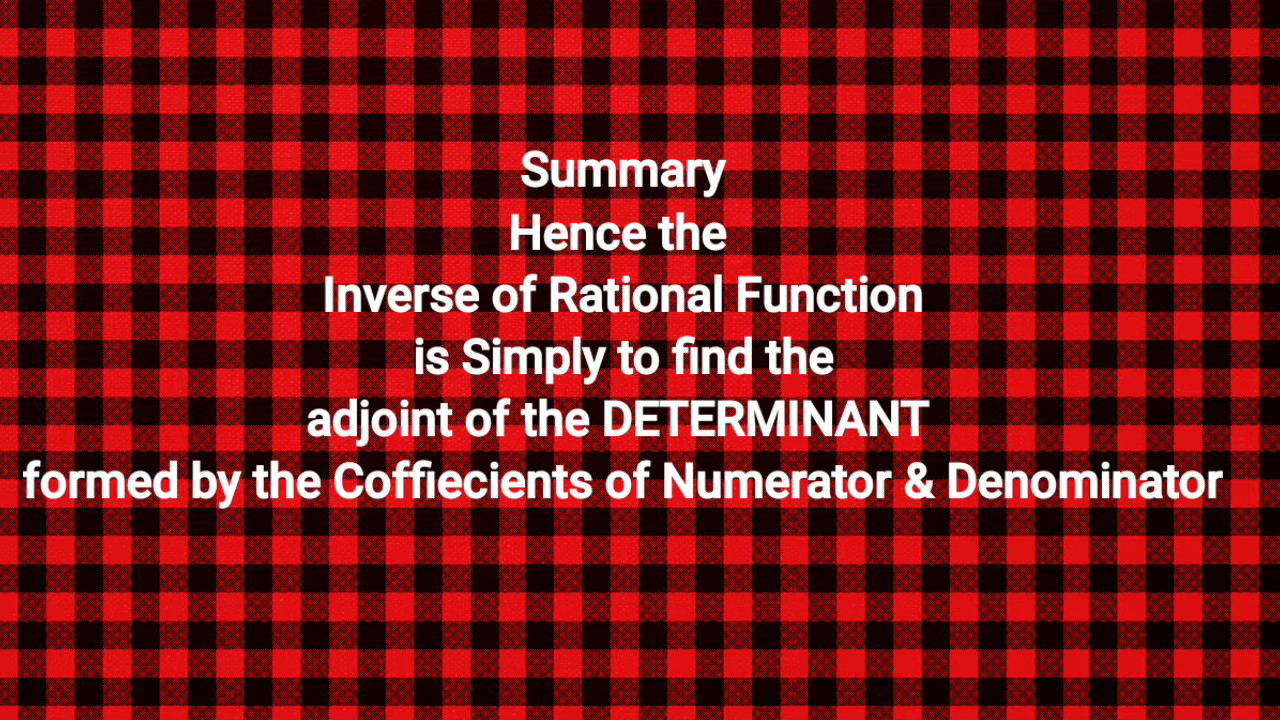 Summary
Hence the
Inverse of Rational Function
is Simply to find the
adjoint of the DETERMINANT
formed by the Coffiecients of Numerator & Denominator